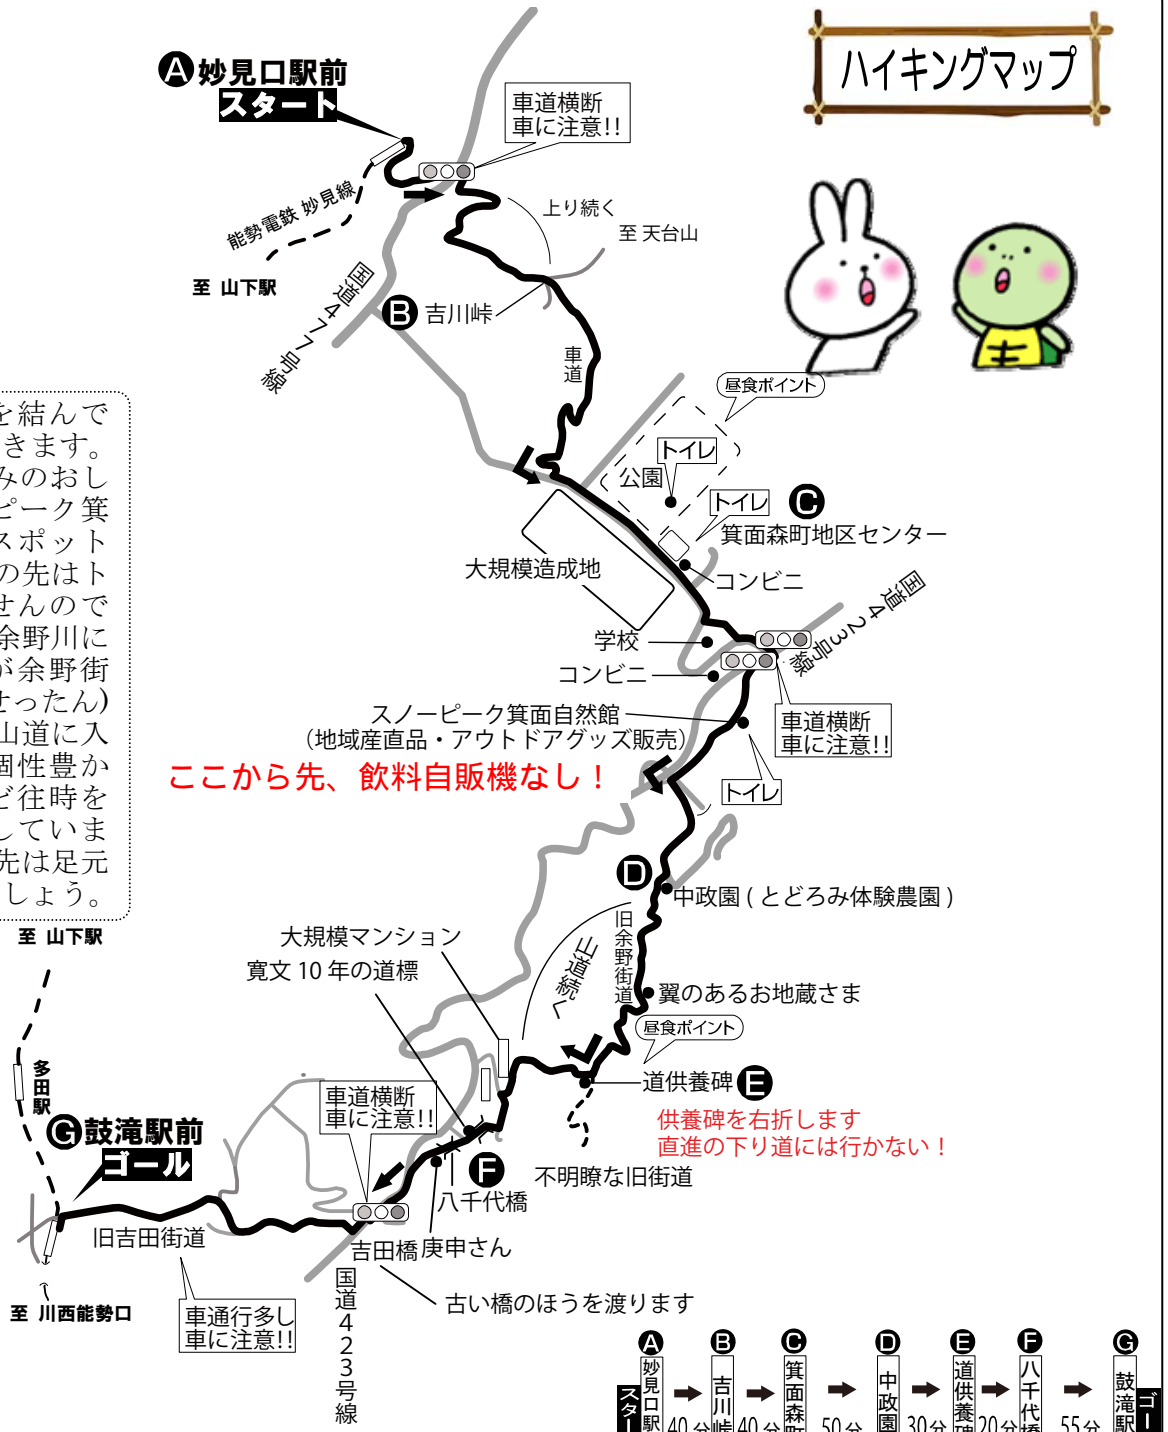 ハイキングマップ
A 妙見口駅前
スタート
車道横断
車に注意!!
能勢電鉄 妙見線
至 山下駅
国道477号線
上り続く
至 天台山
B 吉川峠
車道
昼食ポイント
トイレ
公園
トイレ
C
箕面森町地区センター
大規模造成地
コンビニ
国道423号線
学校
コンビニ
車道横断
車に注意!!
スノーピーク箕面自然館
（地域産直品・アウトドアグッズ販売）
ここから先、飲料自販機なし！
トイレ
を結んで
きます。
みのおし
ピーク箕
スポット
の先はト
せんので
余野川に
が余野街
せったん)
山道に入
個性豊か
ど往時を
していま
先は足元
しょう。
D
中政園 ( とどろみ体験農園 )
旧余野街道
山道続く
大規模マンション
寛文 10 年の道標
翼のあるお地蔵さま
昼食ポイント
道供養碑 E
供養碑を右折します
直進の下り道には行かない！
不明瞭な旧街道
至 山下駅
多田駅
G 鼓滝駅前
ゴール
車道横断
車に注意!!
F
八千代橋
庚申さん
吉田橋
古い橋のほうを渡ります
国道423号線
旧吉田街道
車通行多し
車に注意!!
至 川西能勢口
A B C D E F G
スター 妙見口駅 吉川峠 箕面森町 中政園 道供養碑 八千代橋 鼓滝駅 ゴー
40 分 40 分 50 分 30 分 20 分 55 分